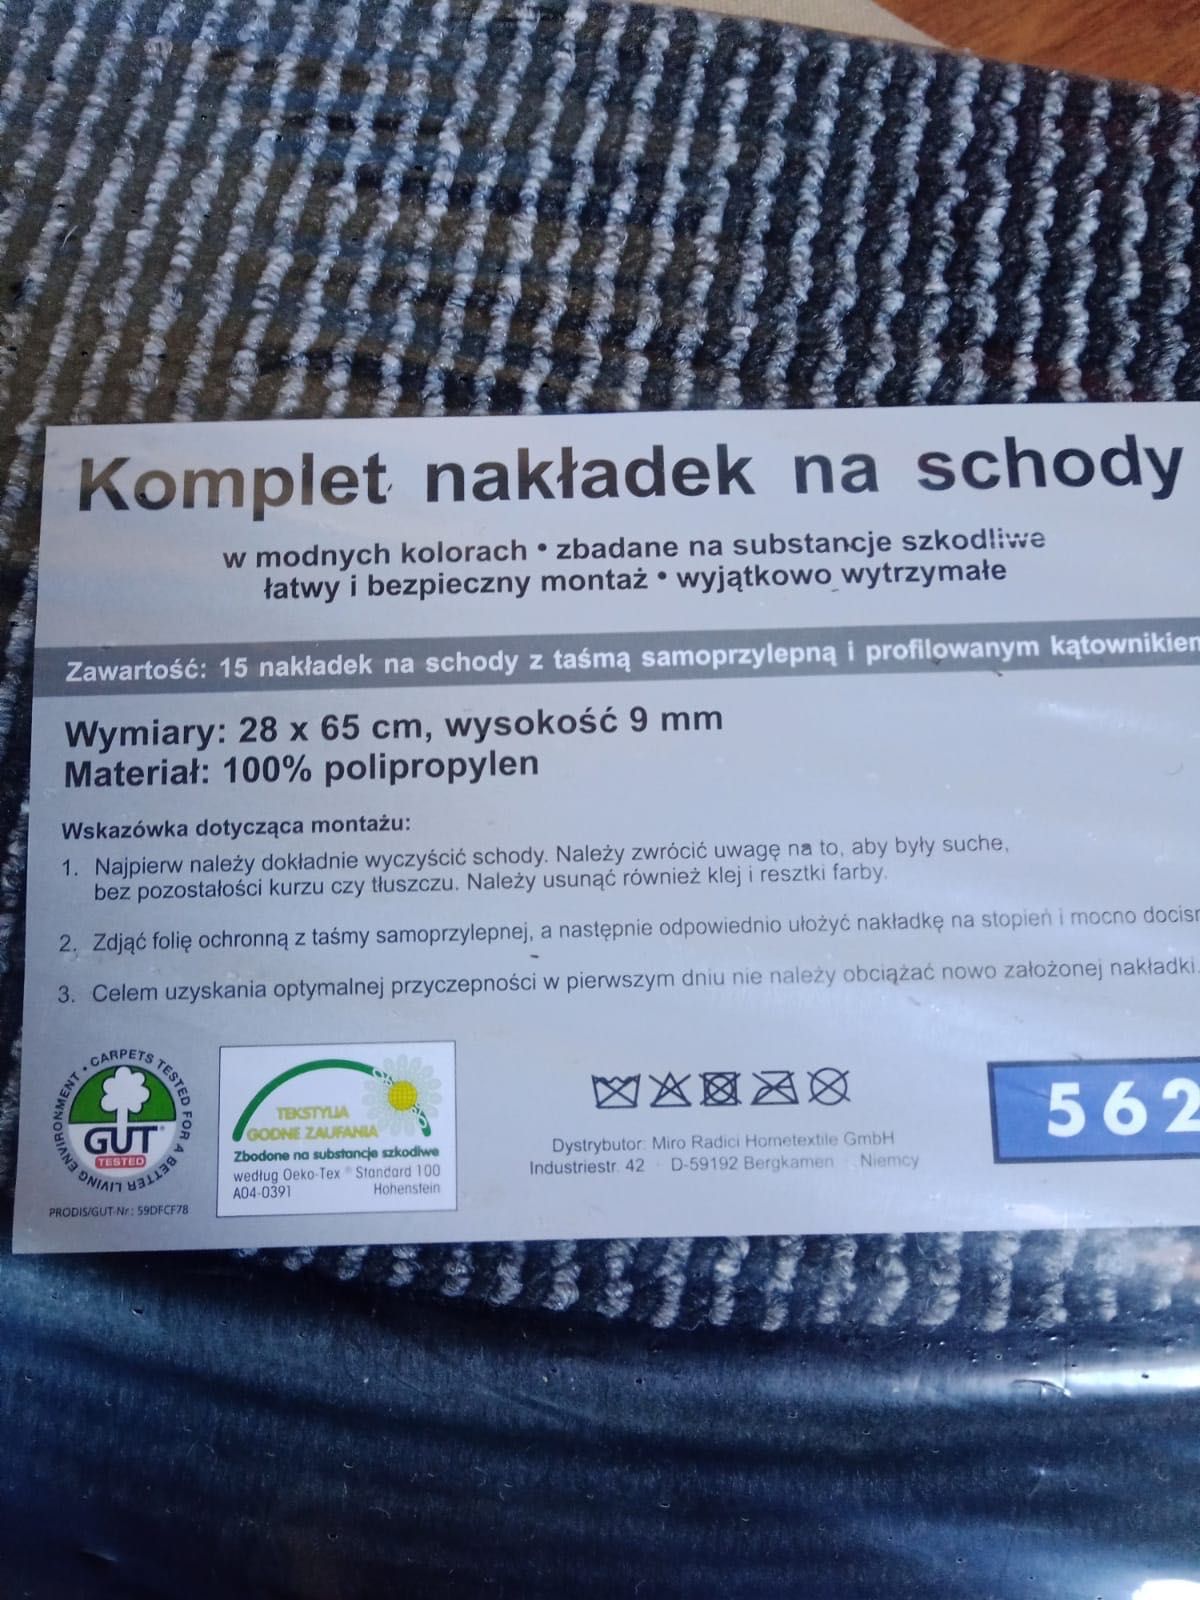 Komplet nakładek na schody
w modnych kolorach • zbadane na substancje szkodliwe
łatwy i bezpieczny montaż • wyjątkowo wytrzymałe
Zawartość: 15 nakładek na schody z taśmą samoprzylepną i profilowanym
Wymiary: 28 x 65 cm, wysokość 9 mm
Materiał: 100% polipropylen
Wskazówka dotycząca montażu:
1. Najpierw należy dokładnie wyczyścić schody. Należy zwrócić uwagę na to, aby były suche,
bez pozostałości kurzu czy tłuszczu. Należy usunąć również klej i resztki farby.
2. Zdjąć folię ochronną z taśmy samoprzylepnej, a następnie odpowiednio ułożyć nakładkę na stopień i mocno
3. Celem uzyskania optymalnej przyczepności w pierwszym dniu nie należy obciążać nowo założonej nakładki.
CARPETS TESTED FOR A BETTER LIVING ENVIRONMENT •
GUT®
TESTED
PRODIS/GUT-Nr.: 59DFCF78
TEKSTYLIA
GODNE ZAUFANIA
Zbodone na substancje szkodliwe
według Oeko-Tex ® Standard 100
A04-0391 Hohenstein
Dystrybutor: Miro Radici Hometextile GmbH
Industriestr. 42 · D-59192 Bergkamen · Niemcy
562